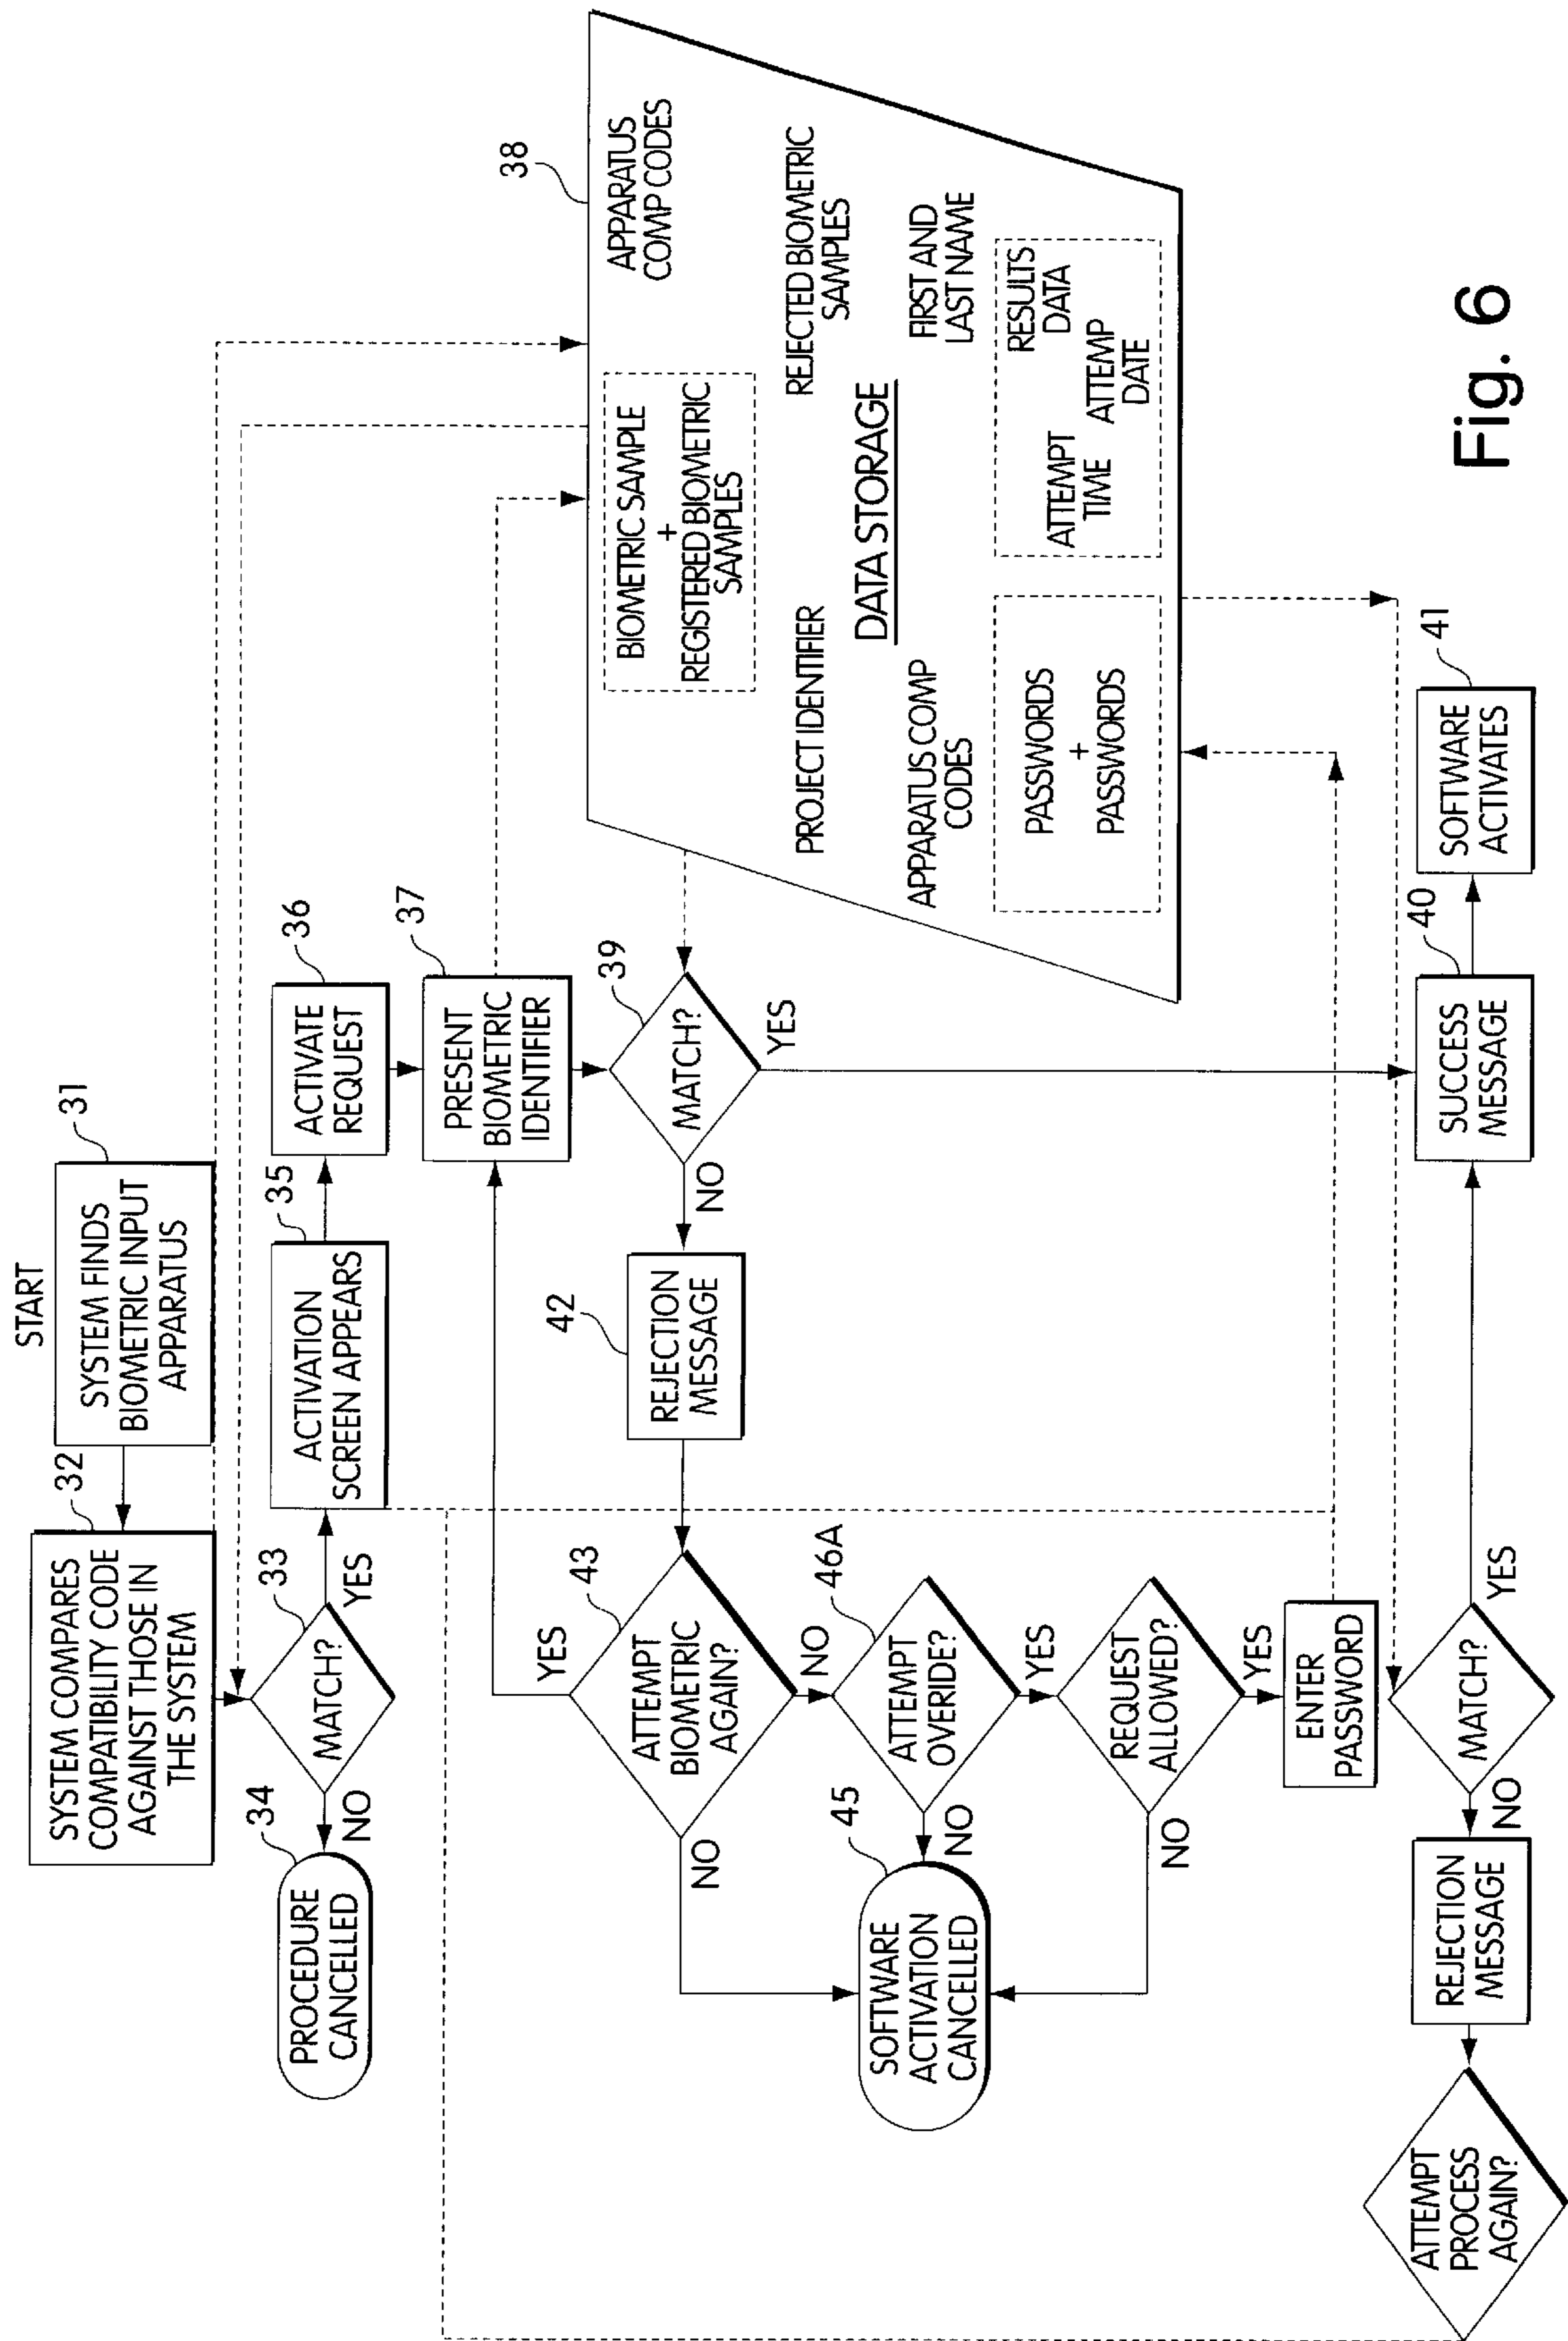 START
SYSTEM FINDS
BIOMETRIC INPUT
APPARATUS
31
SYSTEM COMPARES
COMPATIBILITY CODE
AGAINST THOSE IN
THE SYSTEM
32
MATCH?
33
YES
NO
PROCEDURE
CANCELLED
34
ACTIVATION
SCREEN APPEARS
35
ACTIVATE
REQUEST
36
PRESENT
BIOMETRIC
IDENTIFIER
37
38
APPARATUS
COMP CODES
BIOMETRIC SAMPLE
+
REGISTERED BIOMETRIC
SAMPLES
REJECTED BIOMETRIC
SAMPLES
PROJECT IDENTIFIER
DATA STORAGE
FIRST AND
LAST NAME
APPARATUS COMP
CODES
PASSWORDS
+
PASSWORDS
RESULTS
DATA
ATTEMPT
TIME
ATTEMP
DATE
MATCH?
39
YES
NO
REJECTION
MESSAGE
42
ATTEMPT
BIOMETRIC
AGAIN?
43
YES
NO
NO
ATTEMPT
OVERIDE?
46A
YES
NO
SOFTWARE
ACTIVATION
CANCELLED
45
REQUEST
ALLOWED?
NO
YES
ENTER
PASSWORD
MATCH?
YES
NO
REJECTION
MESSAGE
ATTEMPT
PROCESS
AGAIN?
SUCCESS
MESSAGE
40
SOFTWARE
ACTIVATES
41
Fig. 6